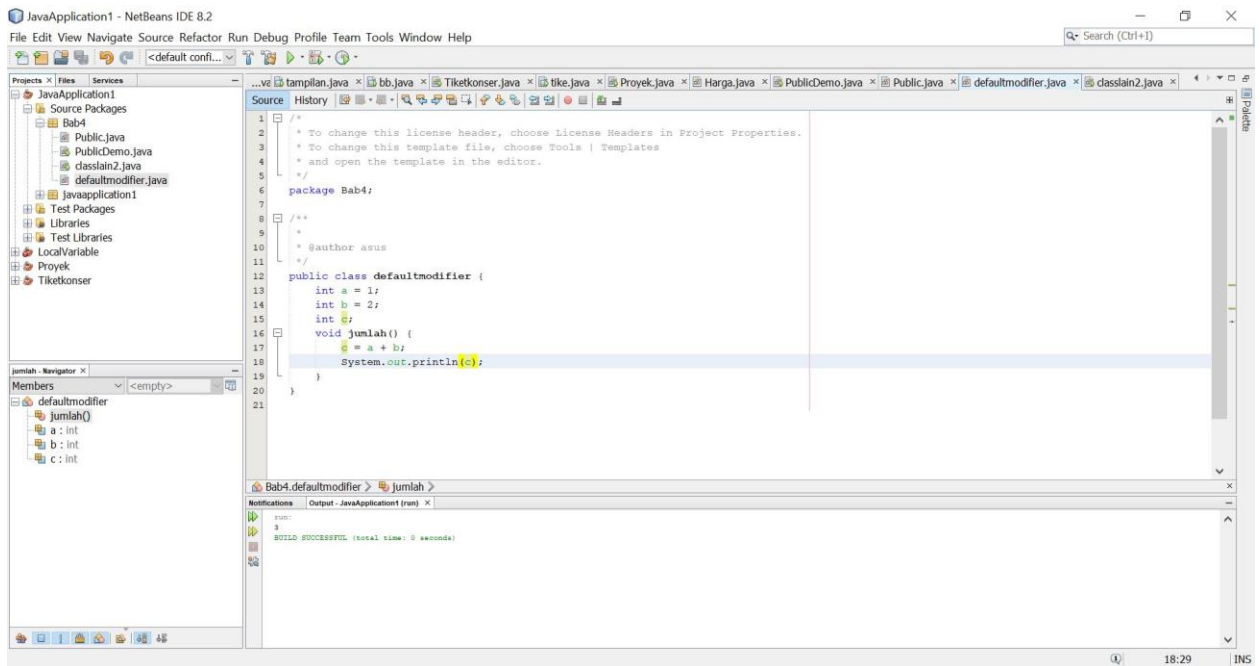 JavaApplication1 - NetBeans IDE 8.2
File Edit View Navigate Source Refactor Run Debug Profile Team Tools Window Help
Search (Ctrl+I)
<default confi...
Projects Files Services
...va tampilan.java bb.java Tiketkonser.java tike.java Proyek.java Harga.java PublicDemo.java Public.java defaultmodifier.java classlain2.java
Source History
Palette
JavaApplication1
Source Packages
Bab4
Public.java
PublicDemo.java
classlain2.java
defaultmodifier.java
javaapplication1
Test Packages
Libraries
Test Libraries
LocalVariable
Proyek
Tiketkonser
1 /*
2 * To change this license header, choose License Headers in Project Properties.
3 * To change this template file, choose Tools | Templates
4 * and open the template in the editor.
5 */
6 package Bab4;
7
8 /**
9 *
10 * @author asus
11 */
12 public class defaultmodifier {
13 int a = 1;
14 int b = 2;
15 int c;
16 void jumlah() {
17 c = a + b;
18 System.out.println(c);
19 }
20 }
21
jumlah - Navigator
Members <empty>
defaultmodifier
jumlah()
a : int
b : int
c : int
Bab4.defaultmodifier jumlah
Notifications Output - JavaApplication1 (run)
run:
3
BUILD SUCCESSFUL (total time: 0 seconds)
18:29 INS